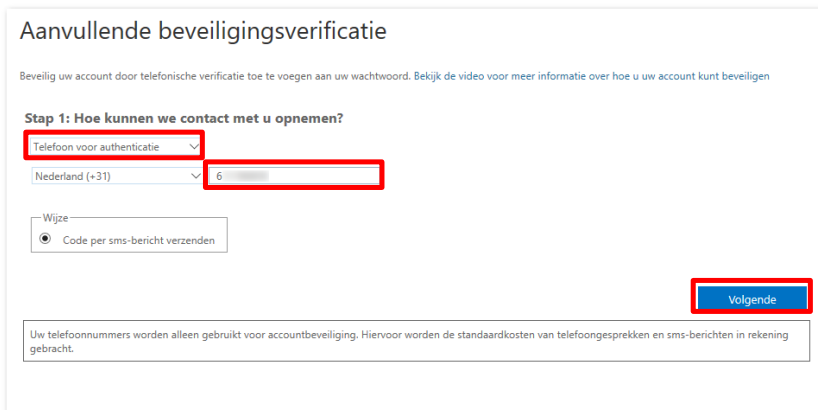 Aanvullende beveiligingsverificatie
Beveilig uw account door telefonische verificatie toe te voegen aan uw wachtwoord. Bekijk de video voor meer informatie over hoe u uw account kunt beveiligen
Stap 1: Hoe kunnen we contact met u opnemen?
Telefoon voor authenticatie
Nederland (+31) 6
Wijze
Code per sms-bericht verzenden
Volgende
Uw telefoonnummers worden alleen gebruikt voor accountbeveiliging. Hiervoor worden de standaardkosten van telefoongesprekken en sms-berichten in rekening
gebracht.